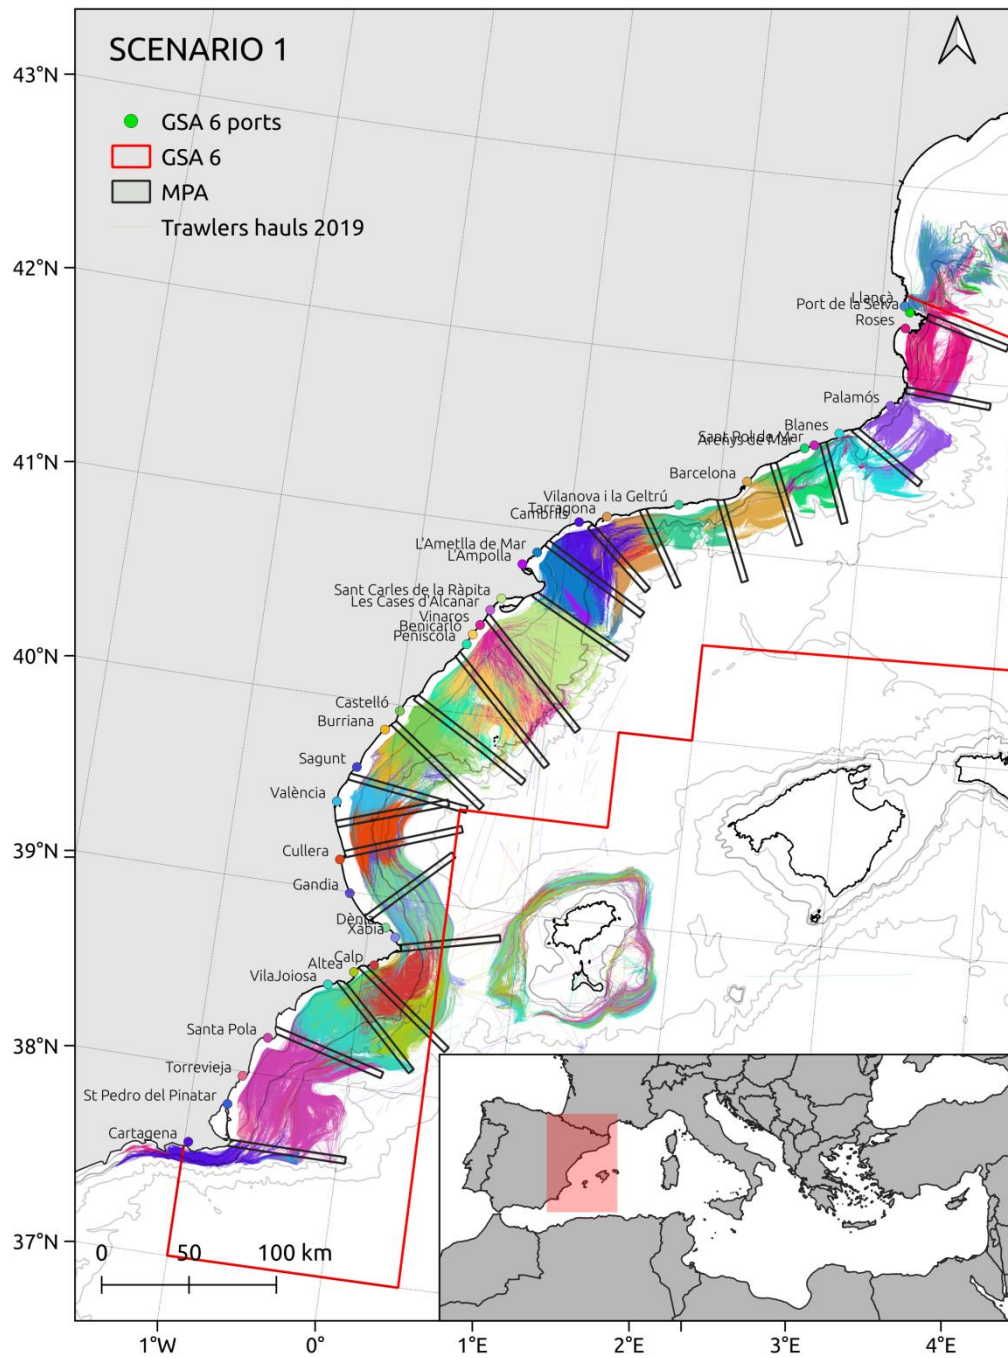 SCENARIO 1
GSA 6 ports
GSA 6
MPA
Trawlers hauls 2019
43°N
42°N
41°N
40°N
39°N
38°N
37°N
Llançà
Port de la Selva
Roses
Palamós
Blanes
Sant Pol de Mar
Arenys de Mar
Barcelona
Vilanova i la Geltrú
Tarragona
Cambrils
L'Ametlla de Mar
L'Ampolla
Sant Carles de la Ràpita
Les Cases d'Alcanar
Vinaros
Benicarló
Peníscola
Castelló
Burriana
Sagunt
València
Cullera
Gandia
Dènia
Xàbia
Calp
Altea
VilaJoiosa
Santa Pola
Torrevieja
St Pedro del Pinatar
Cartagena
0 50 100 km
1°W 0° 1°E 2°E 3°E 4°E